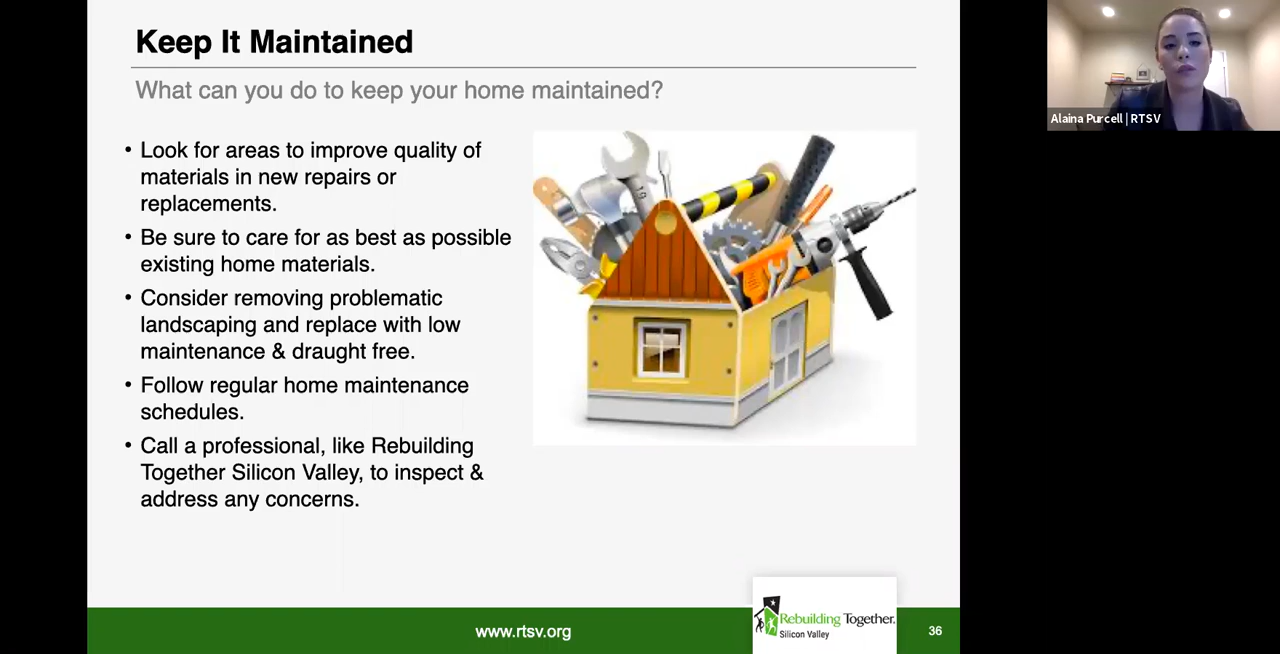 Keep It Maintained
What can you do to keep your home maintained?
• Look for areas to improve quality of
materials in new repairs or
replacements.
• Be sure to care for as best as possible
existing home materials.
• Consider removing problematic
landscaping and replace with low
maintenance & draught free.
• Follow regular home maintenance
schedules.
• Call a professional, like Rebuilding
Together Silicon Valley, to inspect &
address any concerns.
19
www.rtsv.org
Rebuilding Together.
Silicon Valley
36
Alaina Purcell | RTSV